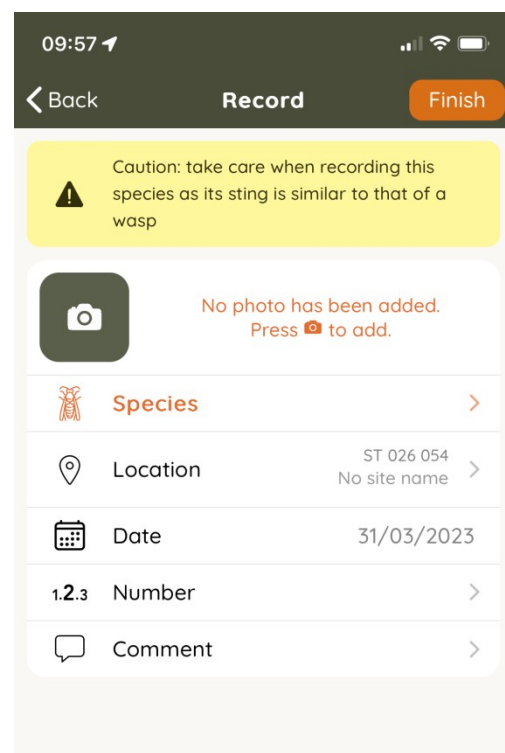 09:57
Back Record Finish
Caution: take care when recording this
species as its sting is similar to that of a
wasp
No photo has been added.
Press to add.
Species
Location ST 026 054
No site name
Date 31/03/2023
1.2.3 Number
Comment